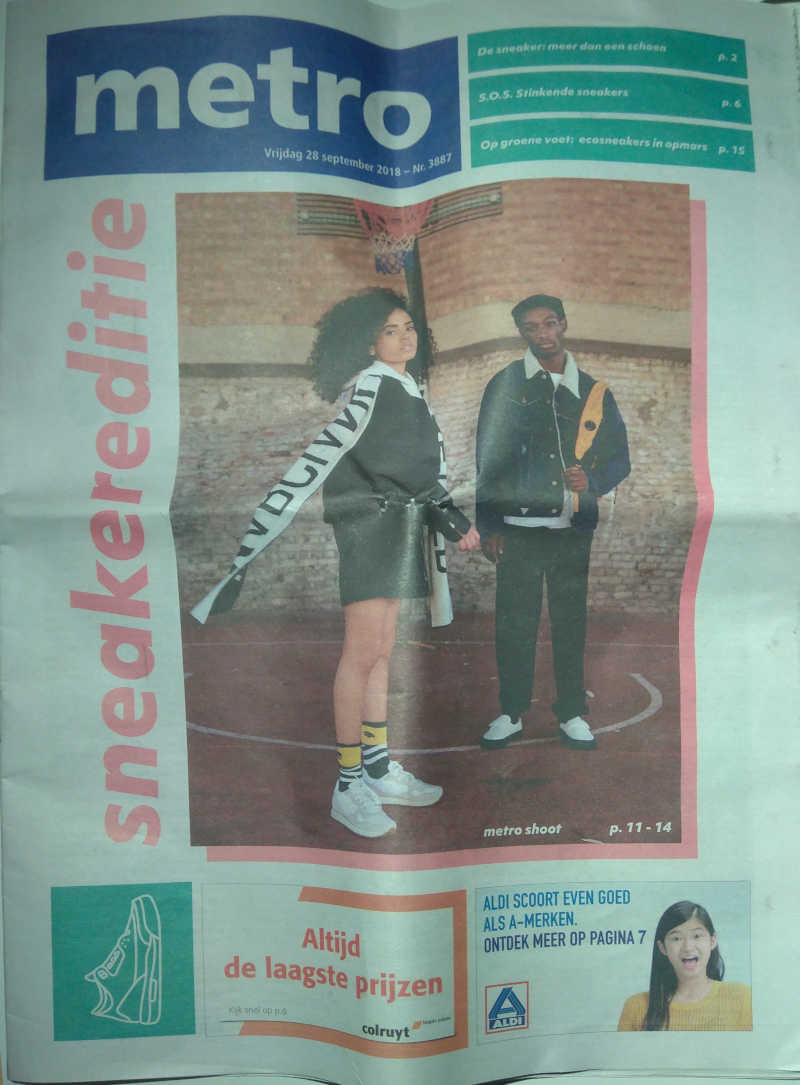 metro
Vrijdag 28 september 2018 – Nr. 3887
De sneaker: meer dan een schoen p. 2
S.O.S. Stinkende sneakers p. 6
Op groene voet: ecosneakers in opmars p. 15
sneakereditie
metro shoot p. 11 - 14
Altijd
de laagste prijzen
Kijk snel op p.6
colruyt
laagste prijzen
ALDI SCOORT EVEN GOED
ALS A-MERKEN.
ONTDEK MEER OP PAGINA 7
ALDI